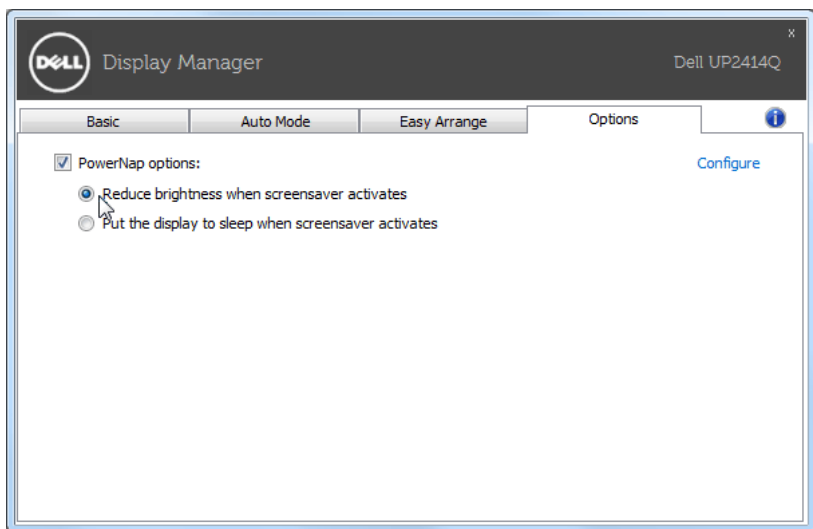 x
DELL
Display Manager
Dell UP2414Q
Basic
Auto Mode
Easy Arrange
Options
i
PowerNap options:
Configure
Reduce brightness when screensaver activates
Put the display to sleep when screensaver activates